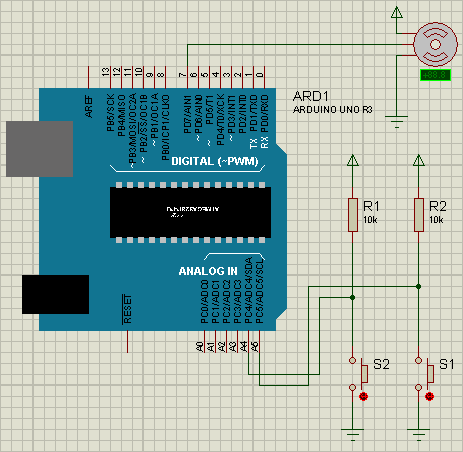 +88.8
13
12
11
10
9
8
7
6
5
4
3
2
1
0
AREF
PB5/SCK
PB4/MISO
~ PB3/MOSI/OC2A
~ PB2/SS/OC1B
~ PB1/OC1A
PB0/ICP1/CLKO
PD7/AIN1
~ PD6/AIN0
~ PD5/T1
PD4/T0/XCK
~ PD3/INT1
PD2/INT0
TX PD1/TXD
RX PD0/RXD
ARD1
ARDUINO UNO R3
DIGITAL (~PWM)
R1
10k
R2
10k
ANALOG IN
RESET
PC0/ADC0
PC1/ADC1
PC2/ADC2
PC3/ADC3
PC4/ADC4/SDA
PC5/ADC5/SCL
A0
A1
A2
A3
A4
A5
S2
S1